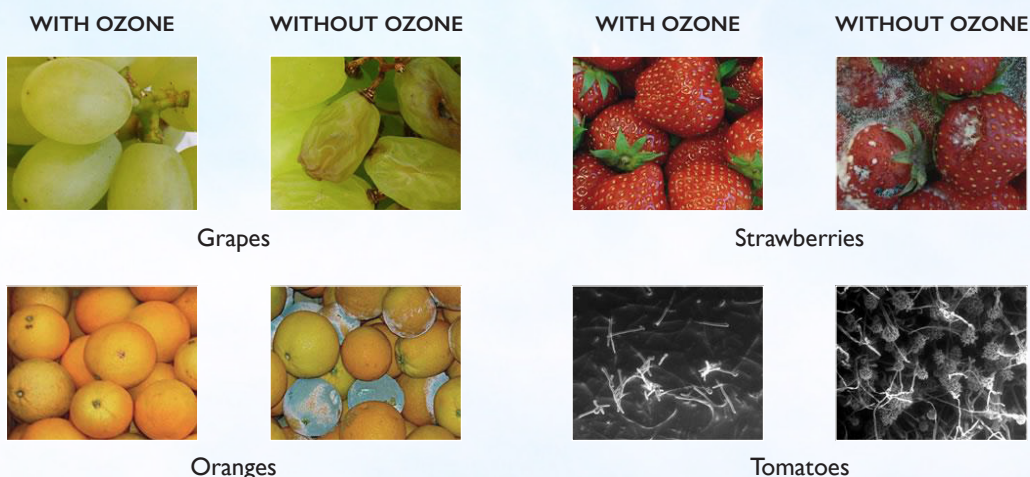 WITH OZONE
WITHOUT OZONE
WITH OZONE
WITHOUT OZONE
Grapes
Strawberries
Oranges
Tomatoes